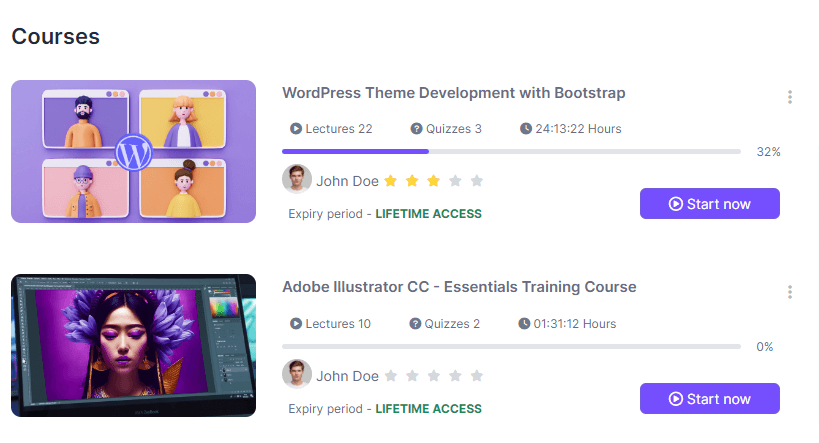 Courses
WordPress Theme Development with Bootstrap
Lectures 22 Quizzes 3 24:13:22 Hours
32%
John Doe
Expiry period - LIFETIME ACCESS
Start now
Adobe Illustrator CC - Essentials Training Course
Lectures 10 Quizzes 2 01:31:12 Hours
0%
John Doe
Expiry period - LIFETIME ACCESS
Start now